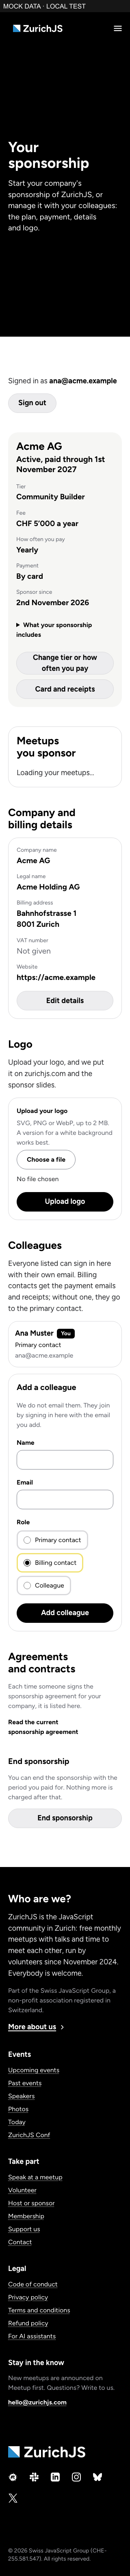 MOCK DATA · LOCAL TEST
ZurichJS
Your
sponsorship
Start your company's
sponsorship of ZurichJS, or
manage it with your colleagues:
the plan, payment, details
and logo.
Signed in as ana@acme.example
Sign out
Acme AG
Active, paid through 1st
November 2027
Tier
Community Builder
Fee
CHF 5'000 a year
How often you pay
Yearly
Payment
By card
Sponsor since
2nd November 2026
What your sponsorship
includes
Change tier or how
often you pay
Card and receipts
Meetups
you sponsor
Loading your meetups…
Company and
billing details
Company name
Acme AG
Legal name
Acme Holding AG
Billing address
Bahnhofstrasse 1
8001 Zurich
VAT number
Not given
Website
https://acme.example
Edit details
Logo
Upload your logo, and we put
it on zurichjs.com and the
sponsor slides.
Upload your logo
SVG, PNG or WebP, up to 2 MB.
A version for a white background
works best.
Choose a file
No file chosen
Upload logo
Colleagues
Everyone listed can sign in here
with their own email. Billing
contacts get the payment emails
and receipts; without one, they go
to the primary contact.
Ana Muster You
Primary contact
ana@acme.example
Add a colleague
We do not email them. They join
by signing in here with the email
you add.
Name
Email
Role
Primary contact
Billing contact
Colleague
Add colleague
Agreements
and contracts
Each time someone signs the
sponsorship agreement for your
company, it is listed here.
Read the current
sponsorship agreement
End sponsorship
You can end the sponsorship with the
period you paid for. Nothing more is
charged after that.
End sponsorship
Who are we?
ZurichJS is the JavaScript
community in Zurich: free monthly
meetups with talks and time to
meet each other, run by
volunteers since November 2024.
Everybody is welcome.
Part of the Swiss JavaScript Group, a
non-profit association registered in
Switzerland.
More about us
Events
Upcoming events
Past events
Speakers
Photos
Today
ZurichJS Conf
Take part
Speak at a meetup
Volunteer
Host or sponsor
Membership
Support us
Contact
Legal
Code of conduct
Privacy policy
Terms and conditions
Refund policy
For AI assistants
Stay in the know
New meetups are announced on
Meetup first. Questions? Write to us.
hello@zurichjs.com
ZurichJS
© 2026 Swiss JavaScript Group (CHE-
255.581.547). All rights reserved.